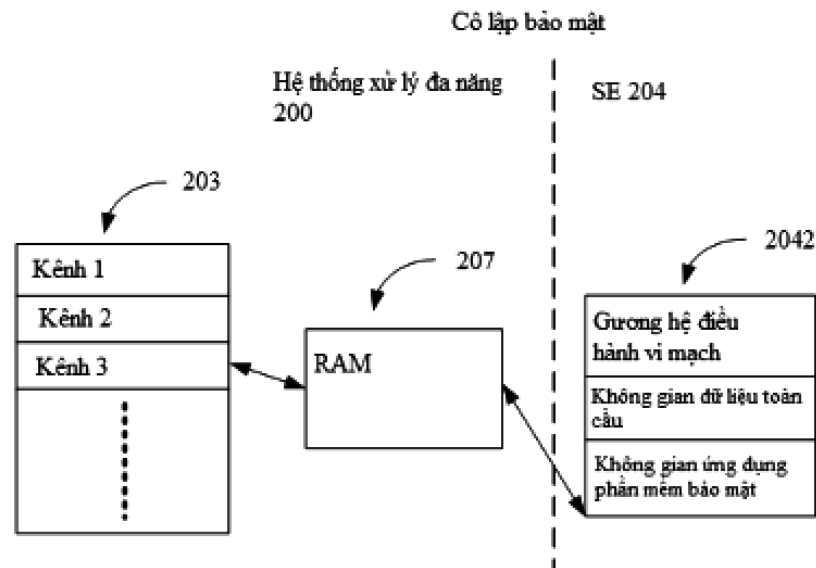 Cô lập bảo mật
Hệ thống xử lý đa năng
200
SE 204
203
207
2042
Kênh 1
Kênh 2
Kênh 3
RAM
Gương hệ điều
hành vi mạch
Không gian dữ liệu toàn
cầu
Không gian ứng dụng
phần mềm bảo mật